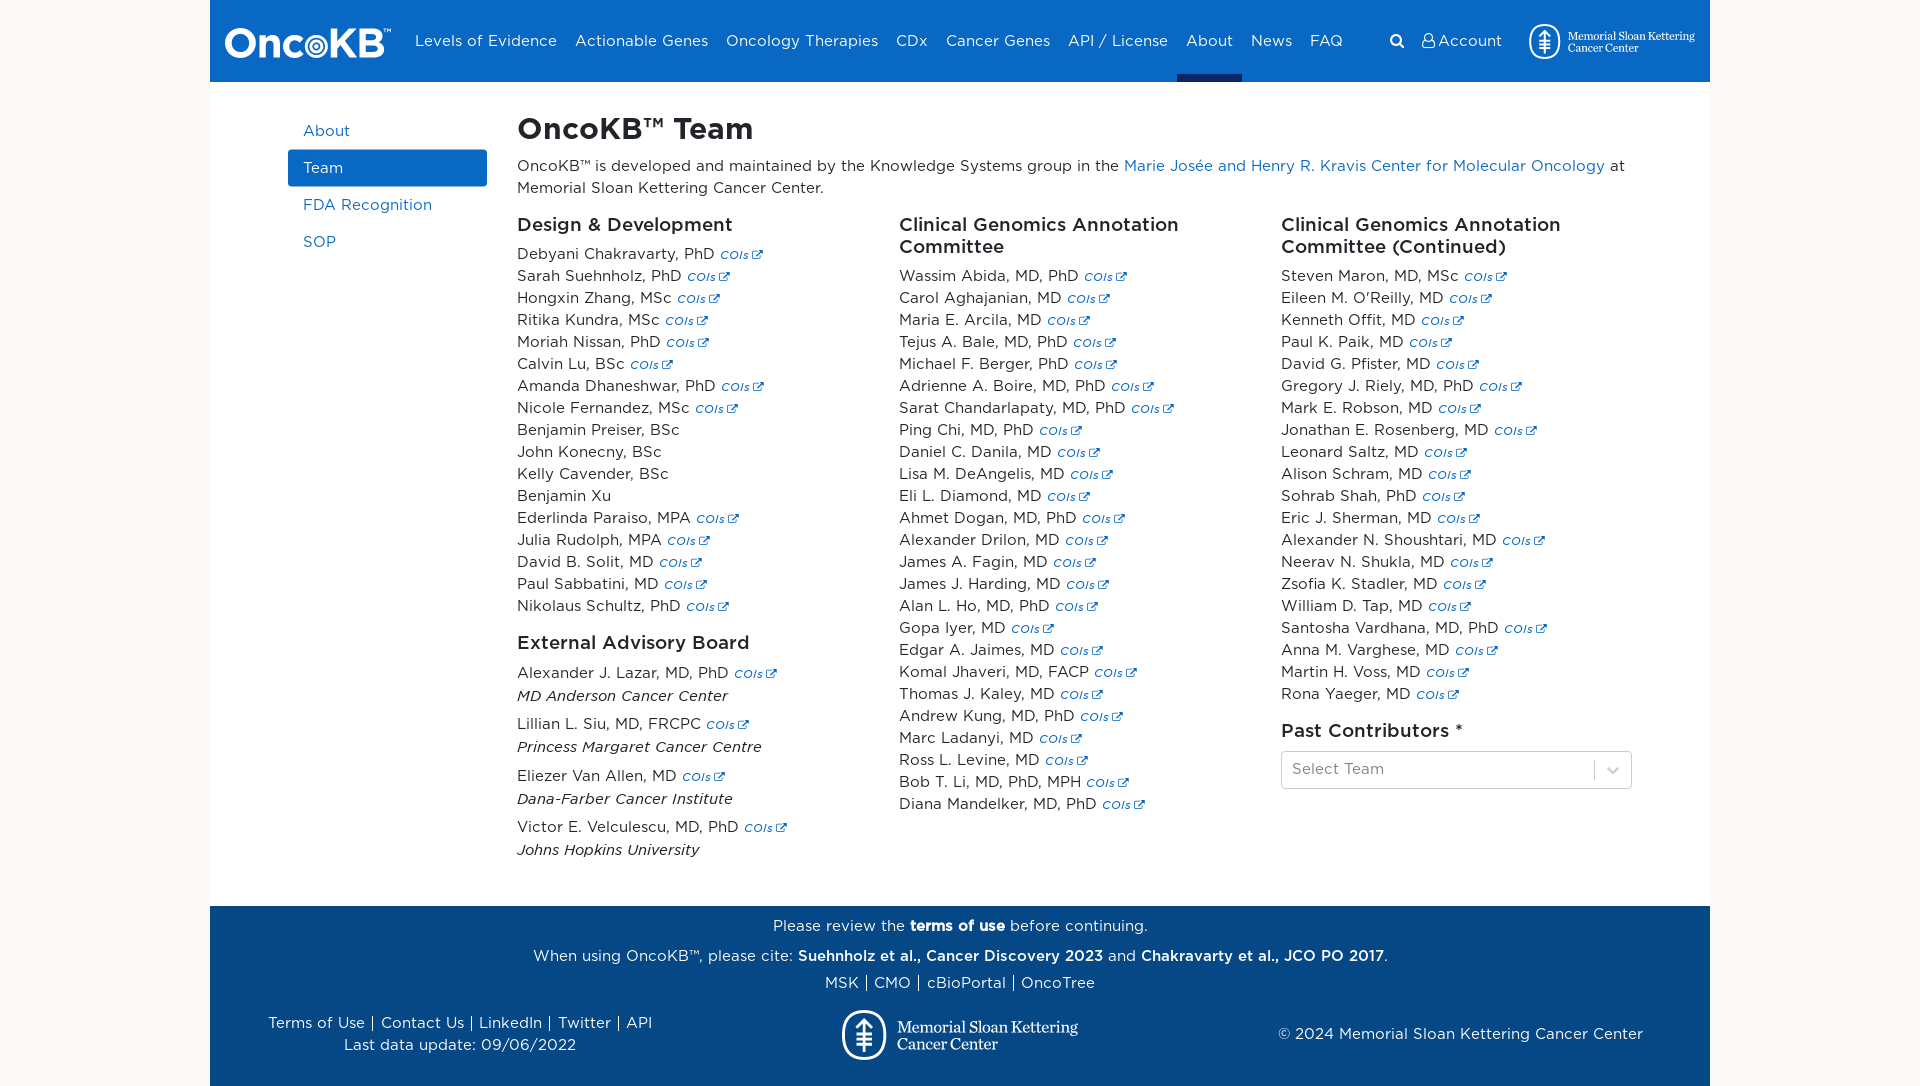 OncoKB™
Levels of Evidence
Actionable Genes
Oncology Therapies
CDx
Cancer Genes
API / License
About
News
FAQ
Account
Memorial Sloan Kettering
Cancer Center
About
Team
FDA Recognition
SOP
OncoKB™ Team
OncoKB™ is developed and maintained by the Knowledge Systems group in the Marie Josée and Henry R. Kravis Center for Molecular Oncology at
Memorial Sloan Kettering Cancer Center.
Design & Development
Debyani Chakravarty, PhD COIs
Sarah Suehnholz, PhD COIs
Hongxin Zhang, MSc COIs
Ritika Kundra, MSc COIs
Moriah Nissan, PhD COIs
Calvin Lu, BSc COIs
Amanda Dhaneshwar, PhD COIs
Nicole Fernandez, MSc COIs
Benjamin Preiser, BSc
John Konecny, BSc
Kelly Cavender, BSc
Benjamin Xu
Ederlinda Paraiso, MPA COIs
Julia Rudolph, MPA COIs
David B. Solit, MD COIs
Paul Sabbatini, MD COIs
Nikolaus Schultz, PhD COIs
External Advisory Board
Alexander J. Lazar, MD, PhD COIs
MD Anderson Cancer Center
Lillian L. Siu, MD, FRCPC COIs
Princess Margaret Cancer Centre
Eliezer Van Allen, MD COIs
Dana-Farber Cancer Institute
Victor E. Velculescu, MD, PhD COIs
Johns Hopkins University
Clinical Genomics Annotation
Committee
Wassim Abida, MD, PhD COIs
Carol Aghajanian, MD COIs
Maria E. Arcila, MD COIs
Tejus A. Bale, MD, PhD COIs
Michael F. Berger, PhD COIs
Adrienne A. Boire, MD, PhD COIs
Sarat Chandarlapaty, MD, PhD COIs
Ping Chi, MD, PhD COIs
Daniel C. Danila, MD COIs
Lisa M. DeAngelis, MD COIs
Eli L. Diamond, MD COIs
Ahmet Dogan, MD, PhD COIs
Alexander Drilon, MD COIs
James A. Fagin, MD COIs
James J. Harding, MD COIs
Alan L. Ho, MD, PhD COIs
Gopa Iyer, MD COIs
Edgar A. Jaimes, MD COIs
Komal Jhaveri, MD, FACP COIs
Thomas J. Kaley, MD COIs
Andrew Kung, MD, PhD COIs
Marc Ladanyi, MD COIs
Ross L. Levine, MD COIs
Bob T. Li, MD, PhD, MPH COIs
Diana Mandelker, MD, PhD COIs
Clinical Genomics Annotation
Committee (Continued)
Steven Maron, MD, MSc COIs
Eileen M. O'Reilly, MD COIs
Kenneth Offit, MD COIs
Paul K. Paik, MD COIs
David G. Pfister, MD COIs
Gregory J. Riely, MD, PhD COIs
Mark E. Robson, MD COIs
Jonathan E. Rosenberg, MD COIs
Leonard Saltz, MD COIs
Alison Schram, MD COIs
Sohrab Shah, PhD COIs
Eric J. Sherman, MD COIs
Alexander N. Shoushtari, MD COIs
Neerav N. Shukla, MD COIs
Zsofia K. Stadler, MD COIs
William D. Tap, MD COIs
Santosha Vardhana, MD, PhD COIs
Anna M. Varghese, MD COIs
Martin H. Voss, MD COIs
Rona Yaeger, MD COIs
Past Contributors *
Select Team
Please review the terms of use before continuing.
When using OncoKB™, please cite: Suehnholz et al., Cancer Discovery 2023 and Chakravarty et al., JCO PO 2017.
MSK | CMO | cBioPortal | OncoTree
Terms of Use | Contact Us | LinkedIn | Twitter | API
Last data update: 09/06/2022
Memorial Sloan Kettering
Cancer Center
© 2024 Memorial Sloan Kettering Cancer Center